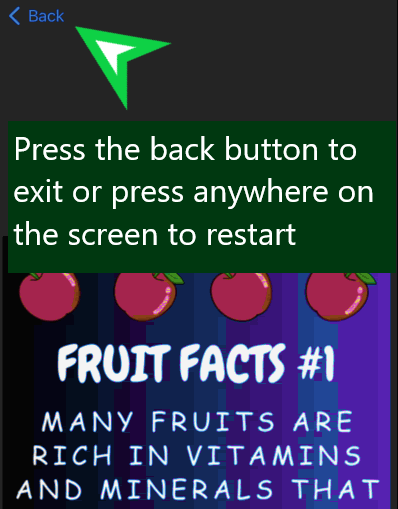 Back
Press the back button to
exit or press anywhere on
the screen to restart
FRUIT FACTS #1
MANY FRUITS ARE
RICH IN VITAMINS
AND MINERALS THAT